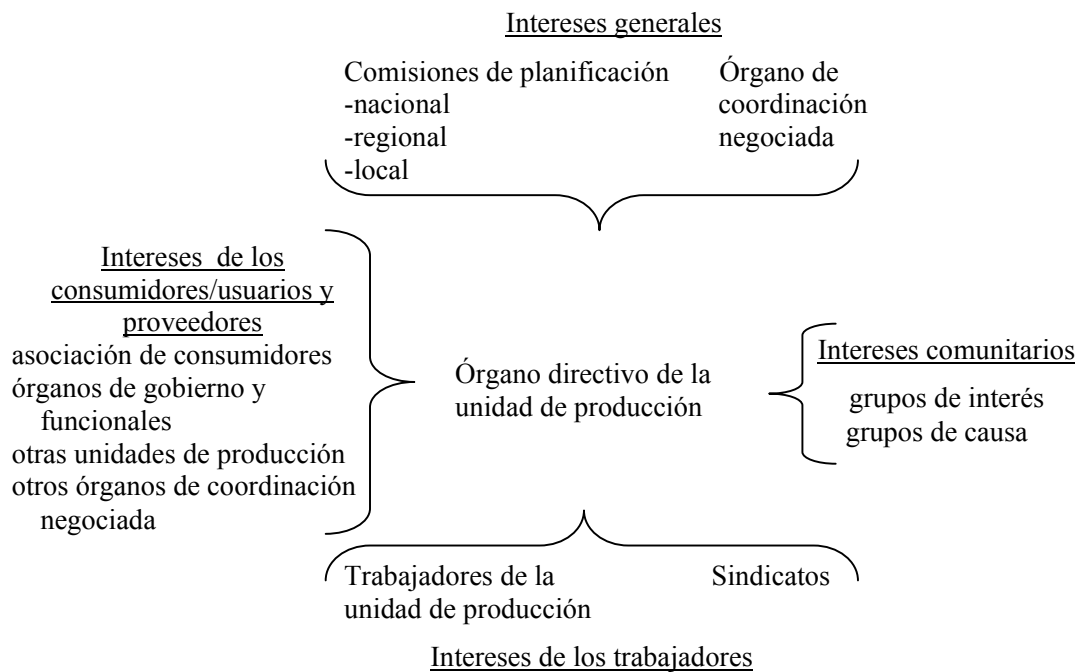 Intereses generales
Comisiones de planificación
-nacional
-regional
-local
Órgano de
coordinación
negociada
Intereses de los
consumidores/usuarios y
proveedores
asociación de consumidores
órganos de gobierno y
funcionales
otras unidades de producción
otros órganos de coordinación
negociada
Órgano directivo de la
unidad de producción
Intereses comunitarios
grupos de interés
grupos de causa
Trabajadores de la
unidad de producción
Sindicatos
Intereses de los trabajadores